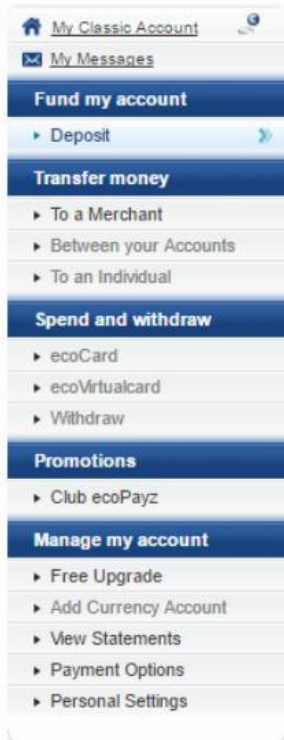 My Classic Account
My Messages
Fund my account
Deposit
Transfer money
To a Merchant
Between your Accounts
To an Individual
Spend and withdraw
ecoCard
ecoVirtualcard
Withdraw
Promotions
Club ecoPayz
Manage my account
Free Upgrade
Add Currency Account
View Statements
Payment Options
Personal Settings